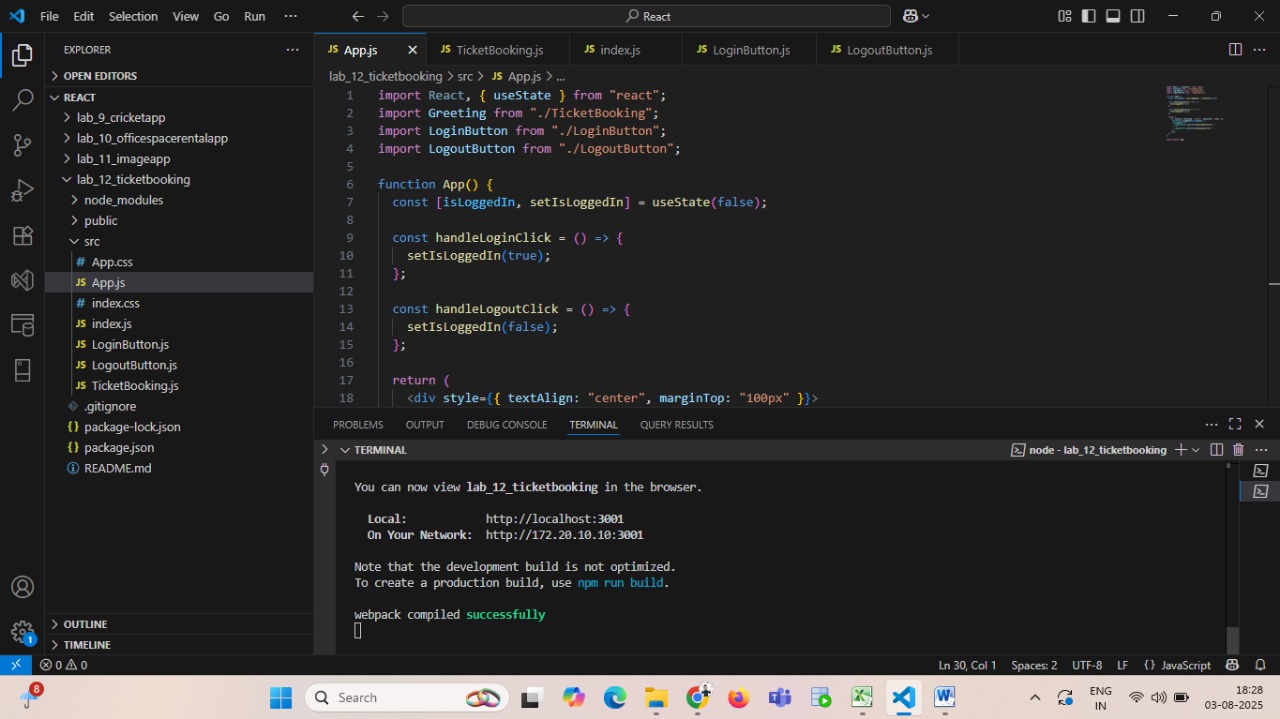 File Edit Selection View Go Run ··· React
EXPLORER ···
OPEN EDITORS
REACT
lab_9_cricketapp
lab_10_officespacerentalapp
lab_11_imageapp
lab_12_ticketbooking
node_modules
public
src
# App.css
JS App.js
# index.css
JS index.js
JS LoginButton.js
JS LogoutButton.js
JS TicketBooking.js
.gitignore
{} package-lock.json
{} package.json
README.md
OUTLINE
TIMELINE
JS App.js JS TicketBooking.js JS index.js JS LoginButton.js JS LogoutButton.js ···
lab_12_ticketbooking > src > JS App.js > ...
1 import React, { useState } from "react";
2 import Greeting from "./TicketBooking";
3 import LoginButton from "./LoginButton";
4 import LogoutButton from "./LogoutButton";
5
6 function App() {
7 const [isLoggedIn, setIsLoggedIn] = useState(false);
8
9 const handleLoginClick = () => {
10 setIsLoggedIn(true);
11 };
12
13 const handleLogoutClick = () => {
14 setIsLoggedIn(false);
15 };
16
17 return (
18 <div style={{ textAlign: "center", marginTop: "100px" }}>
PROBLEMS OUTPUT DEBUG CONSOLE TERMINAL QUERY RESULTS ···
TERMINAL node - lab_12_ticketbooking ···
You can now view lab_12_ticketbooking in the browser.
Local: http://localhost:3001
On Your Network: http://172.20.10.10:3001
Note that the development build is not optimized.
To create a production build, use npm run build.
webpack compiled successfully
1
0 0 Ln 30, Col 1 Spaces: 2 UTF-8 LF {} JavaScript
8 Search ENG 18:28
IN 03-08-2025